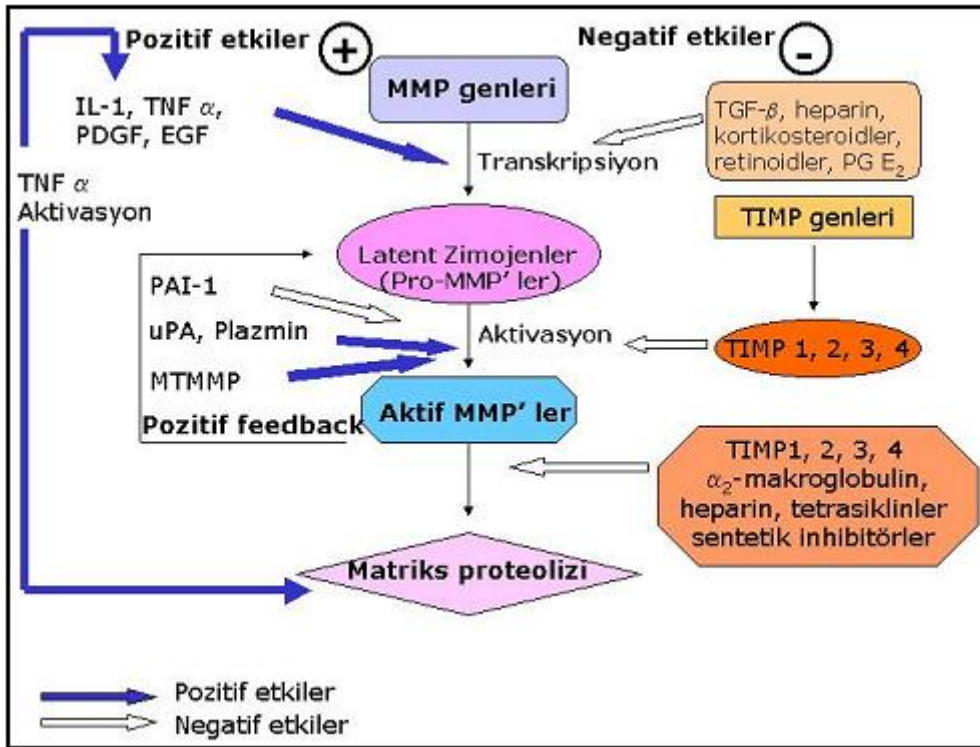 Pozitif etkiler +
Negatif etkiler -
MMP genleri
IL-1, TNF α,
PDGF, EGF
TGF-β, heparin,
kortikosteroidler,
retinoidler, PG E₂
Transkripsiyon
TNF α
Aktivasyon
TIMP genleri
Latent Zimojenler
(Pro-MMP' ler)
PAI-1
uPA, Plazmin
Aktivasyon
TIMP 1, 2, 3, 4
MTMMP
Aktif MMP' ler
Pozitif feedback
TIMP1, 2, 3, 4
α₂-makroglobulin,
heparin, tetrasiklinler
sentetik inhibitörler
Matriks proteolizi
Pozitif etkiler
Negatif etkiler